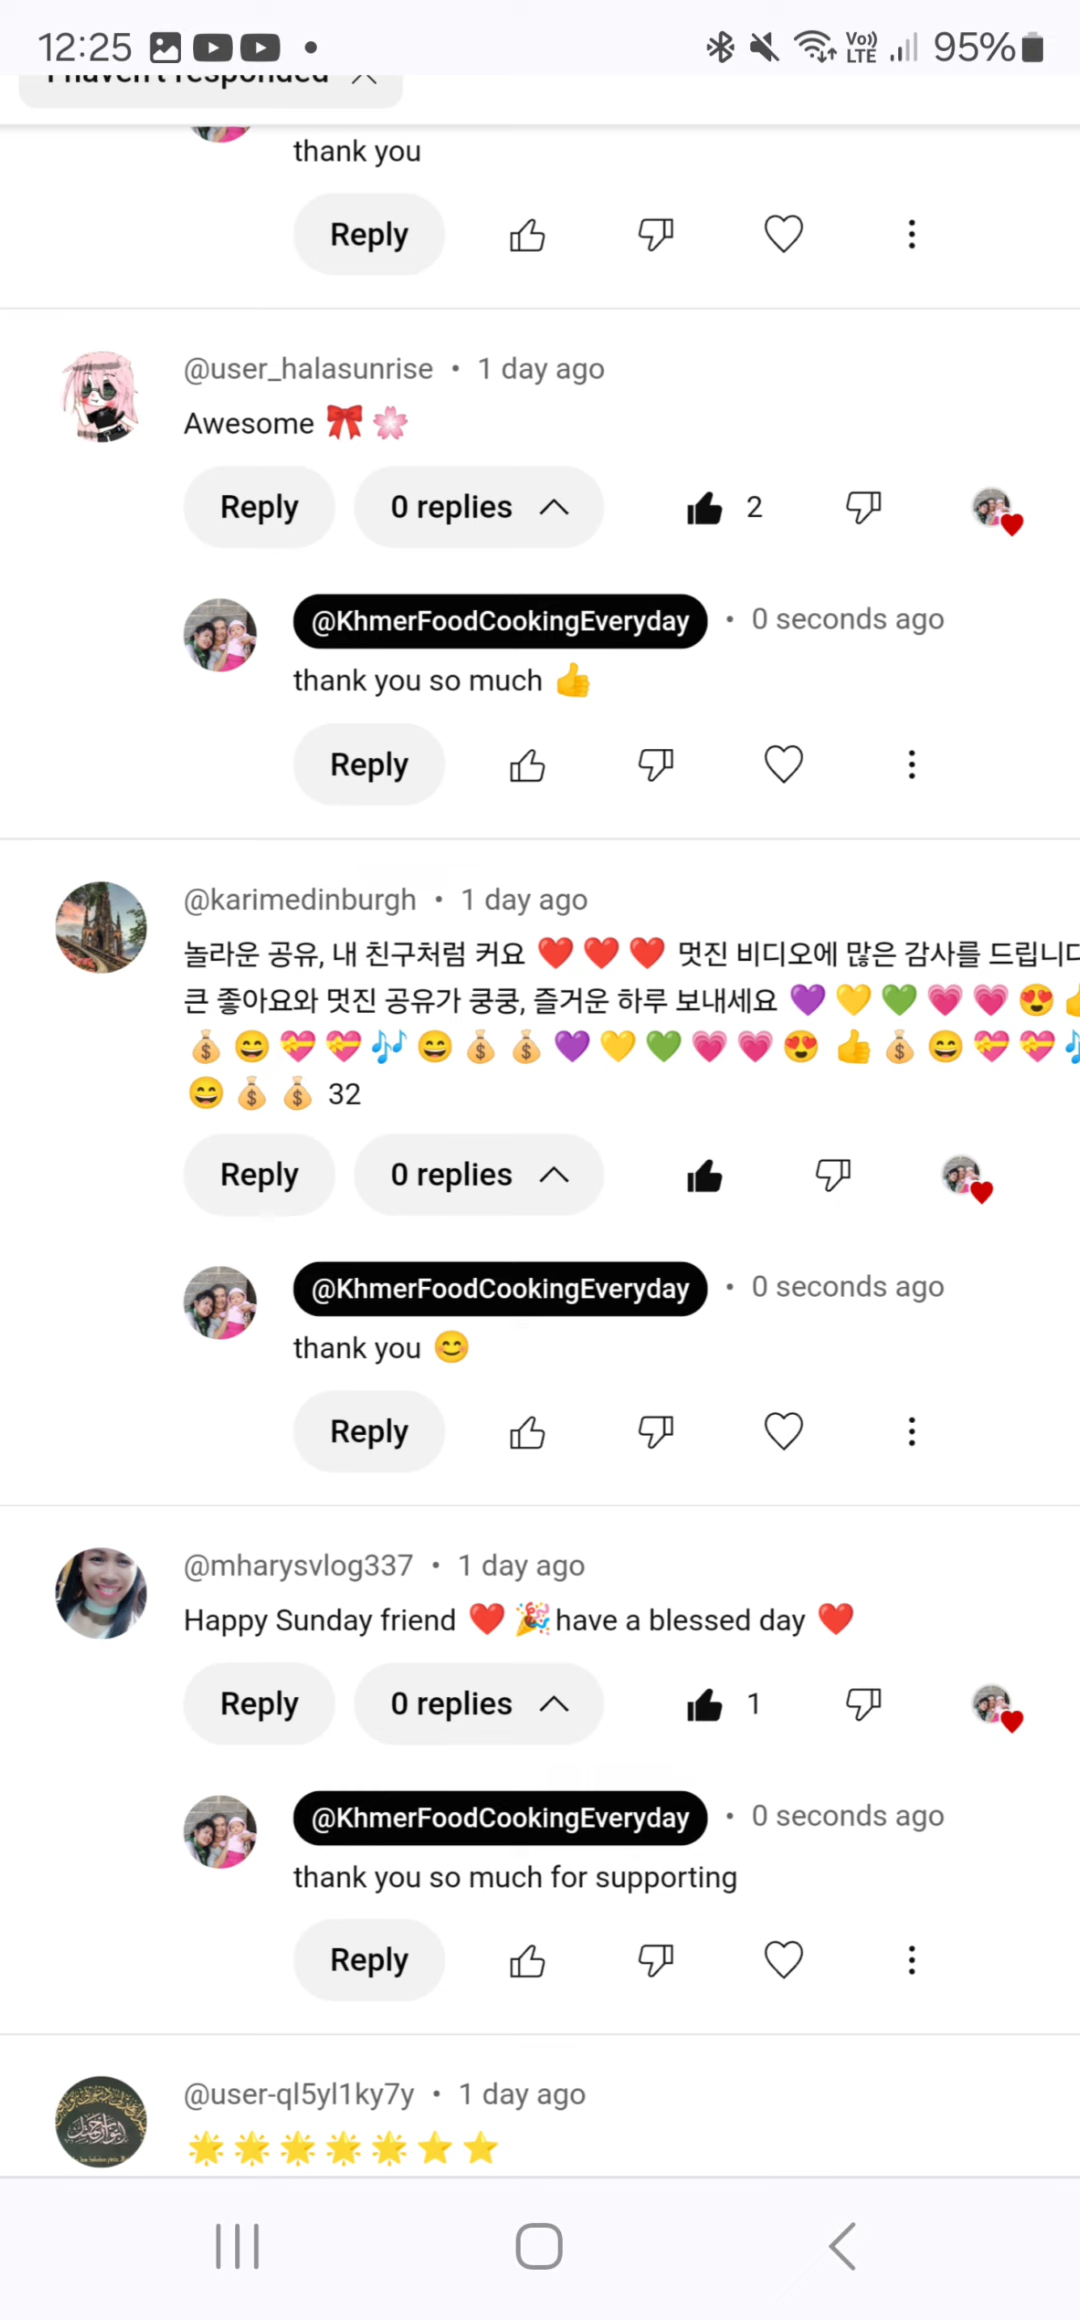 12:25 Vo)) LTE 95%
I haven't responded
thank you
Reply
@user_halasunrise • 1 day ago
Awesome 🎀 🌸
Reply 0 replies 2
@KhmerFoodCookingEveryday • 0 seconds ago
thank you so much 👍
Reply
@karimedinburgh • 1 day ago
놀라운 공유, 내 친구처럼 커요 ❤️ ❤️ ❤️ 멋진 비디오에 많은 감사를 드립니다
큰 좋아요와 멋진 공유가 쿵쿵, 즐거운 하루 보내세요 💜 💛 💚 💗 💗 😍 👍
💰 😄 💝 💝 🎶 😄 💰 💰 💜 💛 💚 💗 💗 😍 👍 💰 😄 💝 💝 🎶
😄 💰 💰 32
Reply 0 replies
@KhmerFoodCookingEveryday • 0 seconds ago
thank you 😊
Reply
@mharysvlog337 • 1 day ago
Happy Sunday friend ❤️ 🎉 have a blessed day ❤️
Reply 0 replies 1
@KhmerFoodCookingEveryday • 0 seconds ago
thank you so much for supporting
Reply
@user-ql5yl1ky7y • 1 day ago
🌟 🌟 🌟 🌟 🌟 ⭐ ⭐